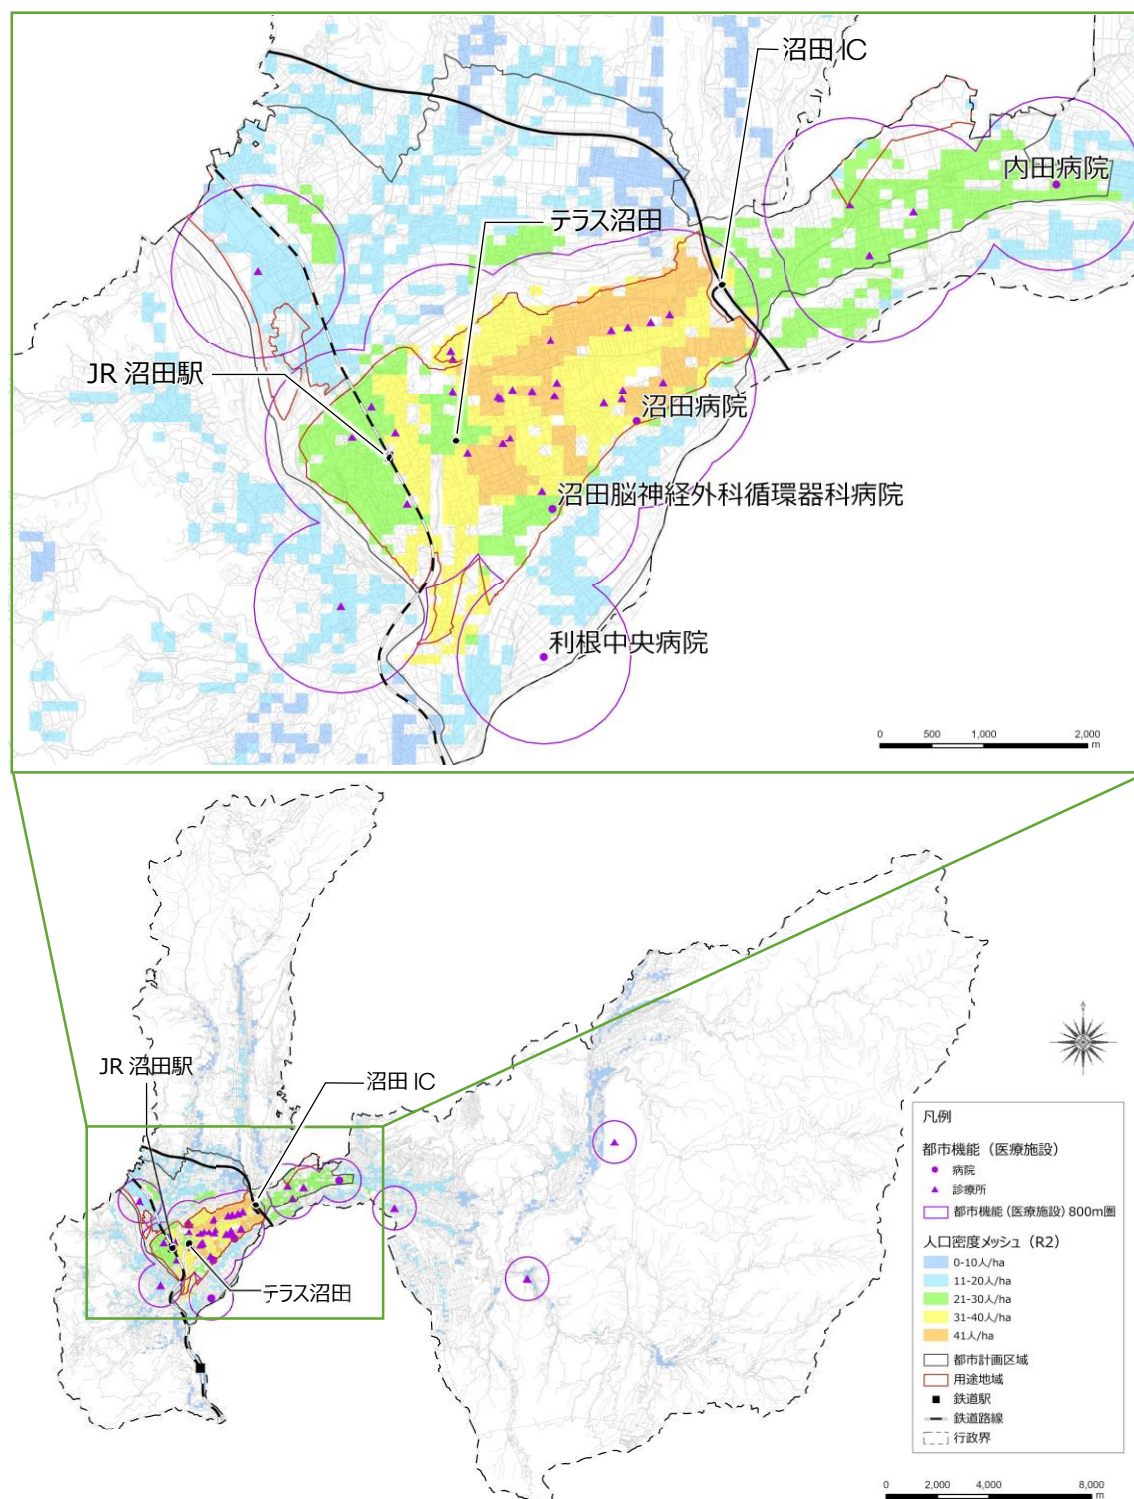 沼田 IC
内田病院
テラス沼田
JR 沼田駅
沼田病院
沼田脳神経外科循環器科病院
利根中央病院
0 500 1,000 2,000
m
JR 沼田駅
沼田 IC
テラス沼田
凡例
都市機能（医療施設）
病院
診療所
都市機能（医療施設）800m圏
人口密度メッシュ（R2）
0-10人/ha
11-20人/ha
21-30人/ha
31-40人/ha
41人/ha
都市計画区域
用途地域
鉄道駅
鉄道路線
行政界
0 2,000 4,000 8,000
m